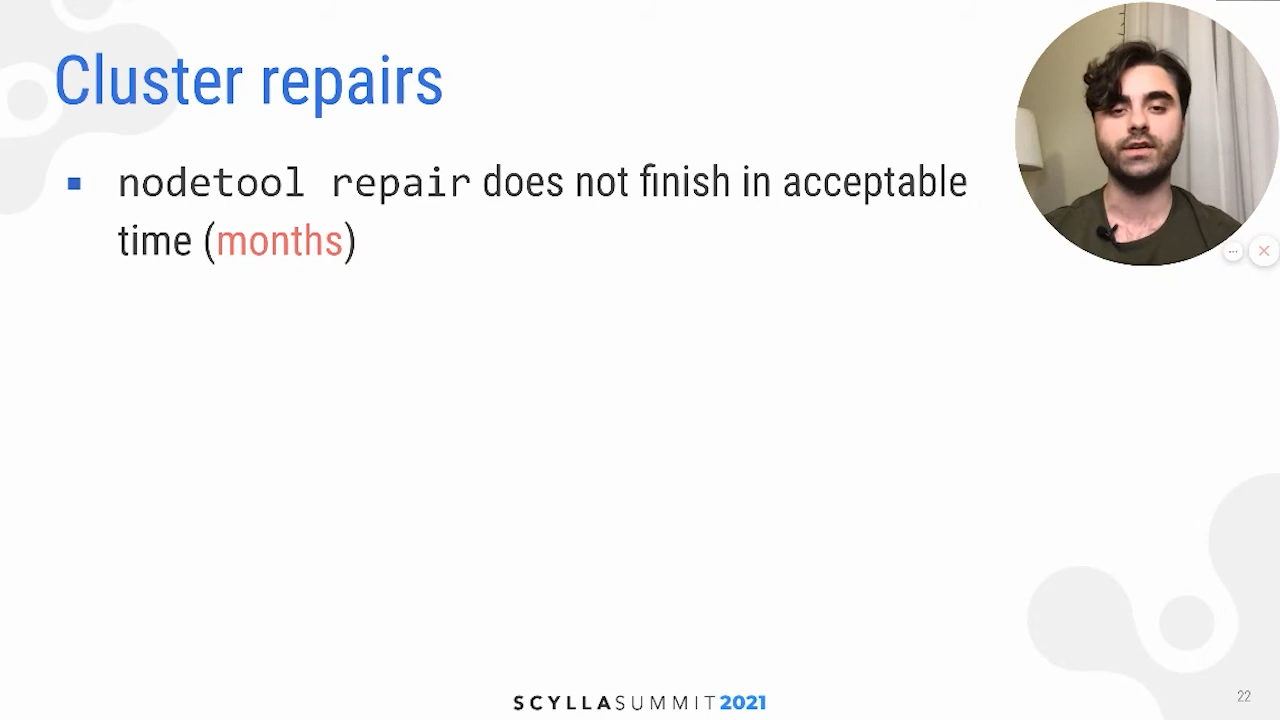 Cluster repairs
nodetool repair does not finish in acceptable
time (months)
SCYLLASUMMIT2021
22